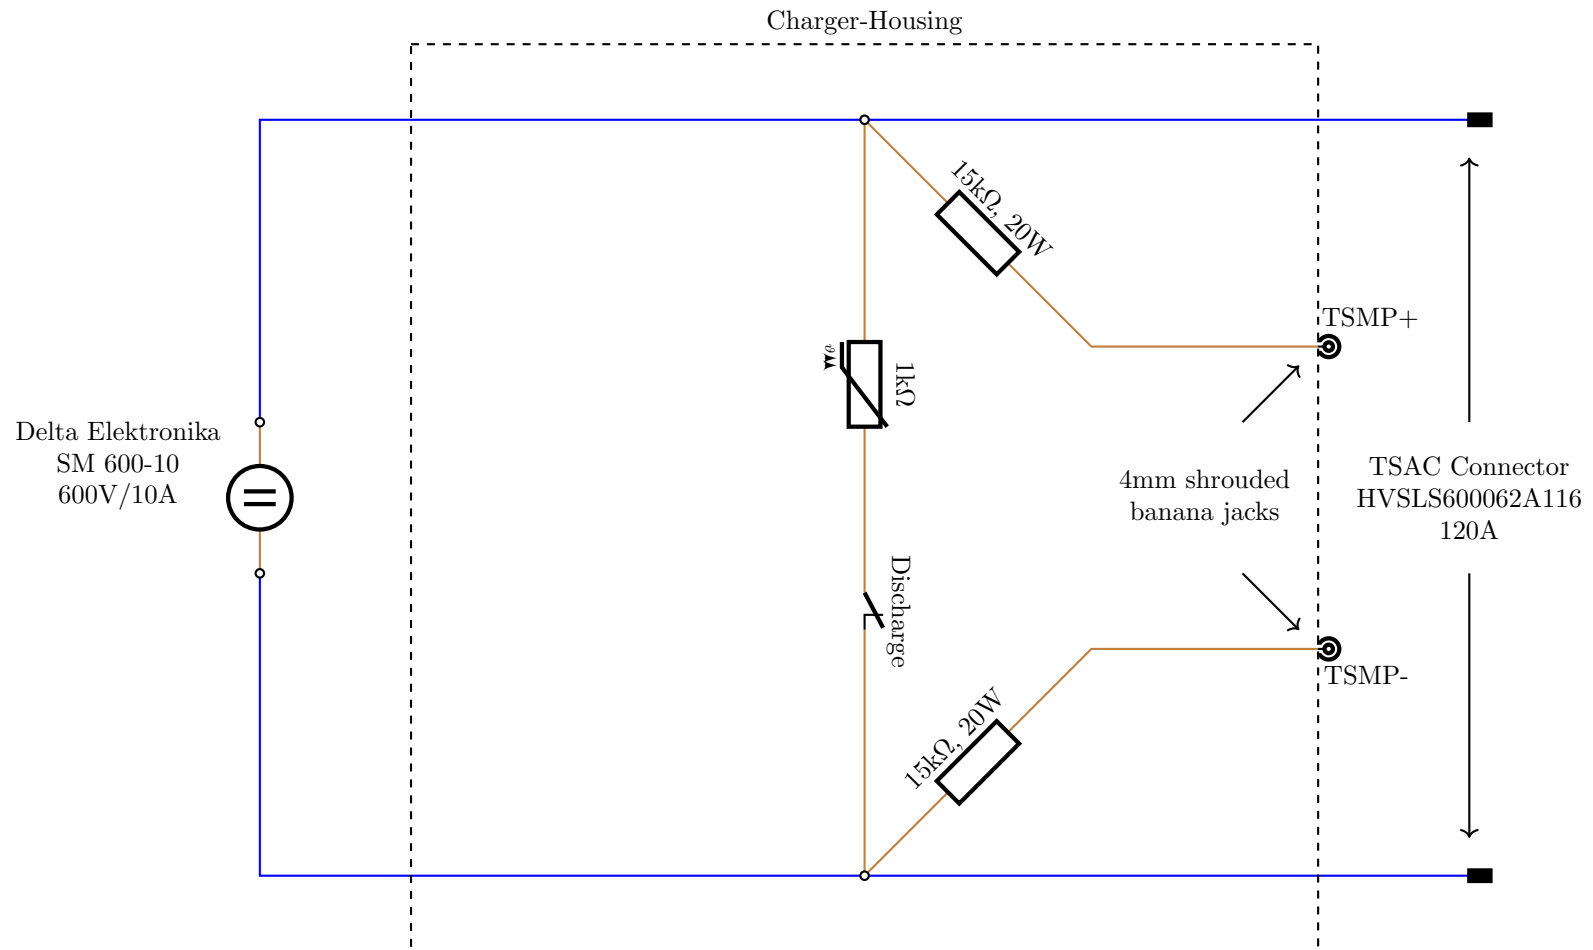 Charger-Housing
15kΩ, 20W
TSMP+
ϑ
1kΩ
Delta Elektronika
SM 600-10
600V/10A
4mm shrouded
banana jacks
TSAC Connector
HVSLS600062A116
120A
Discharge
TSMP-
15kΩ, 20W